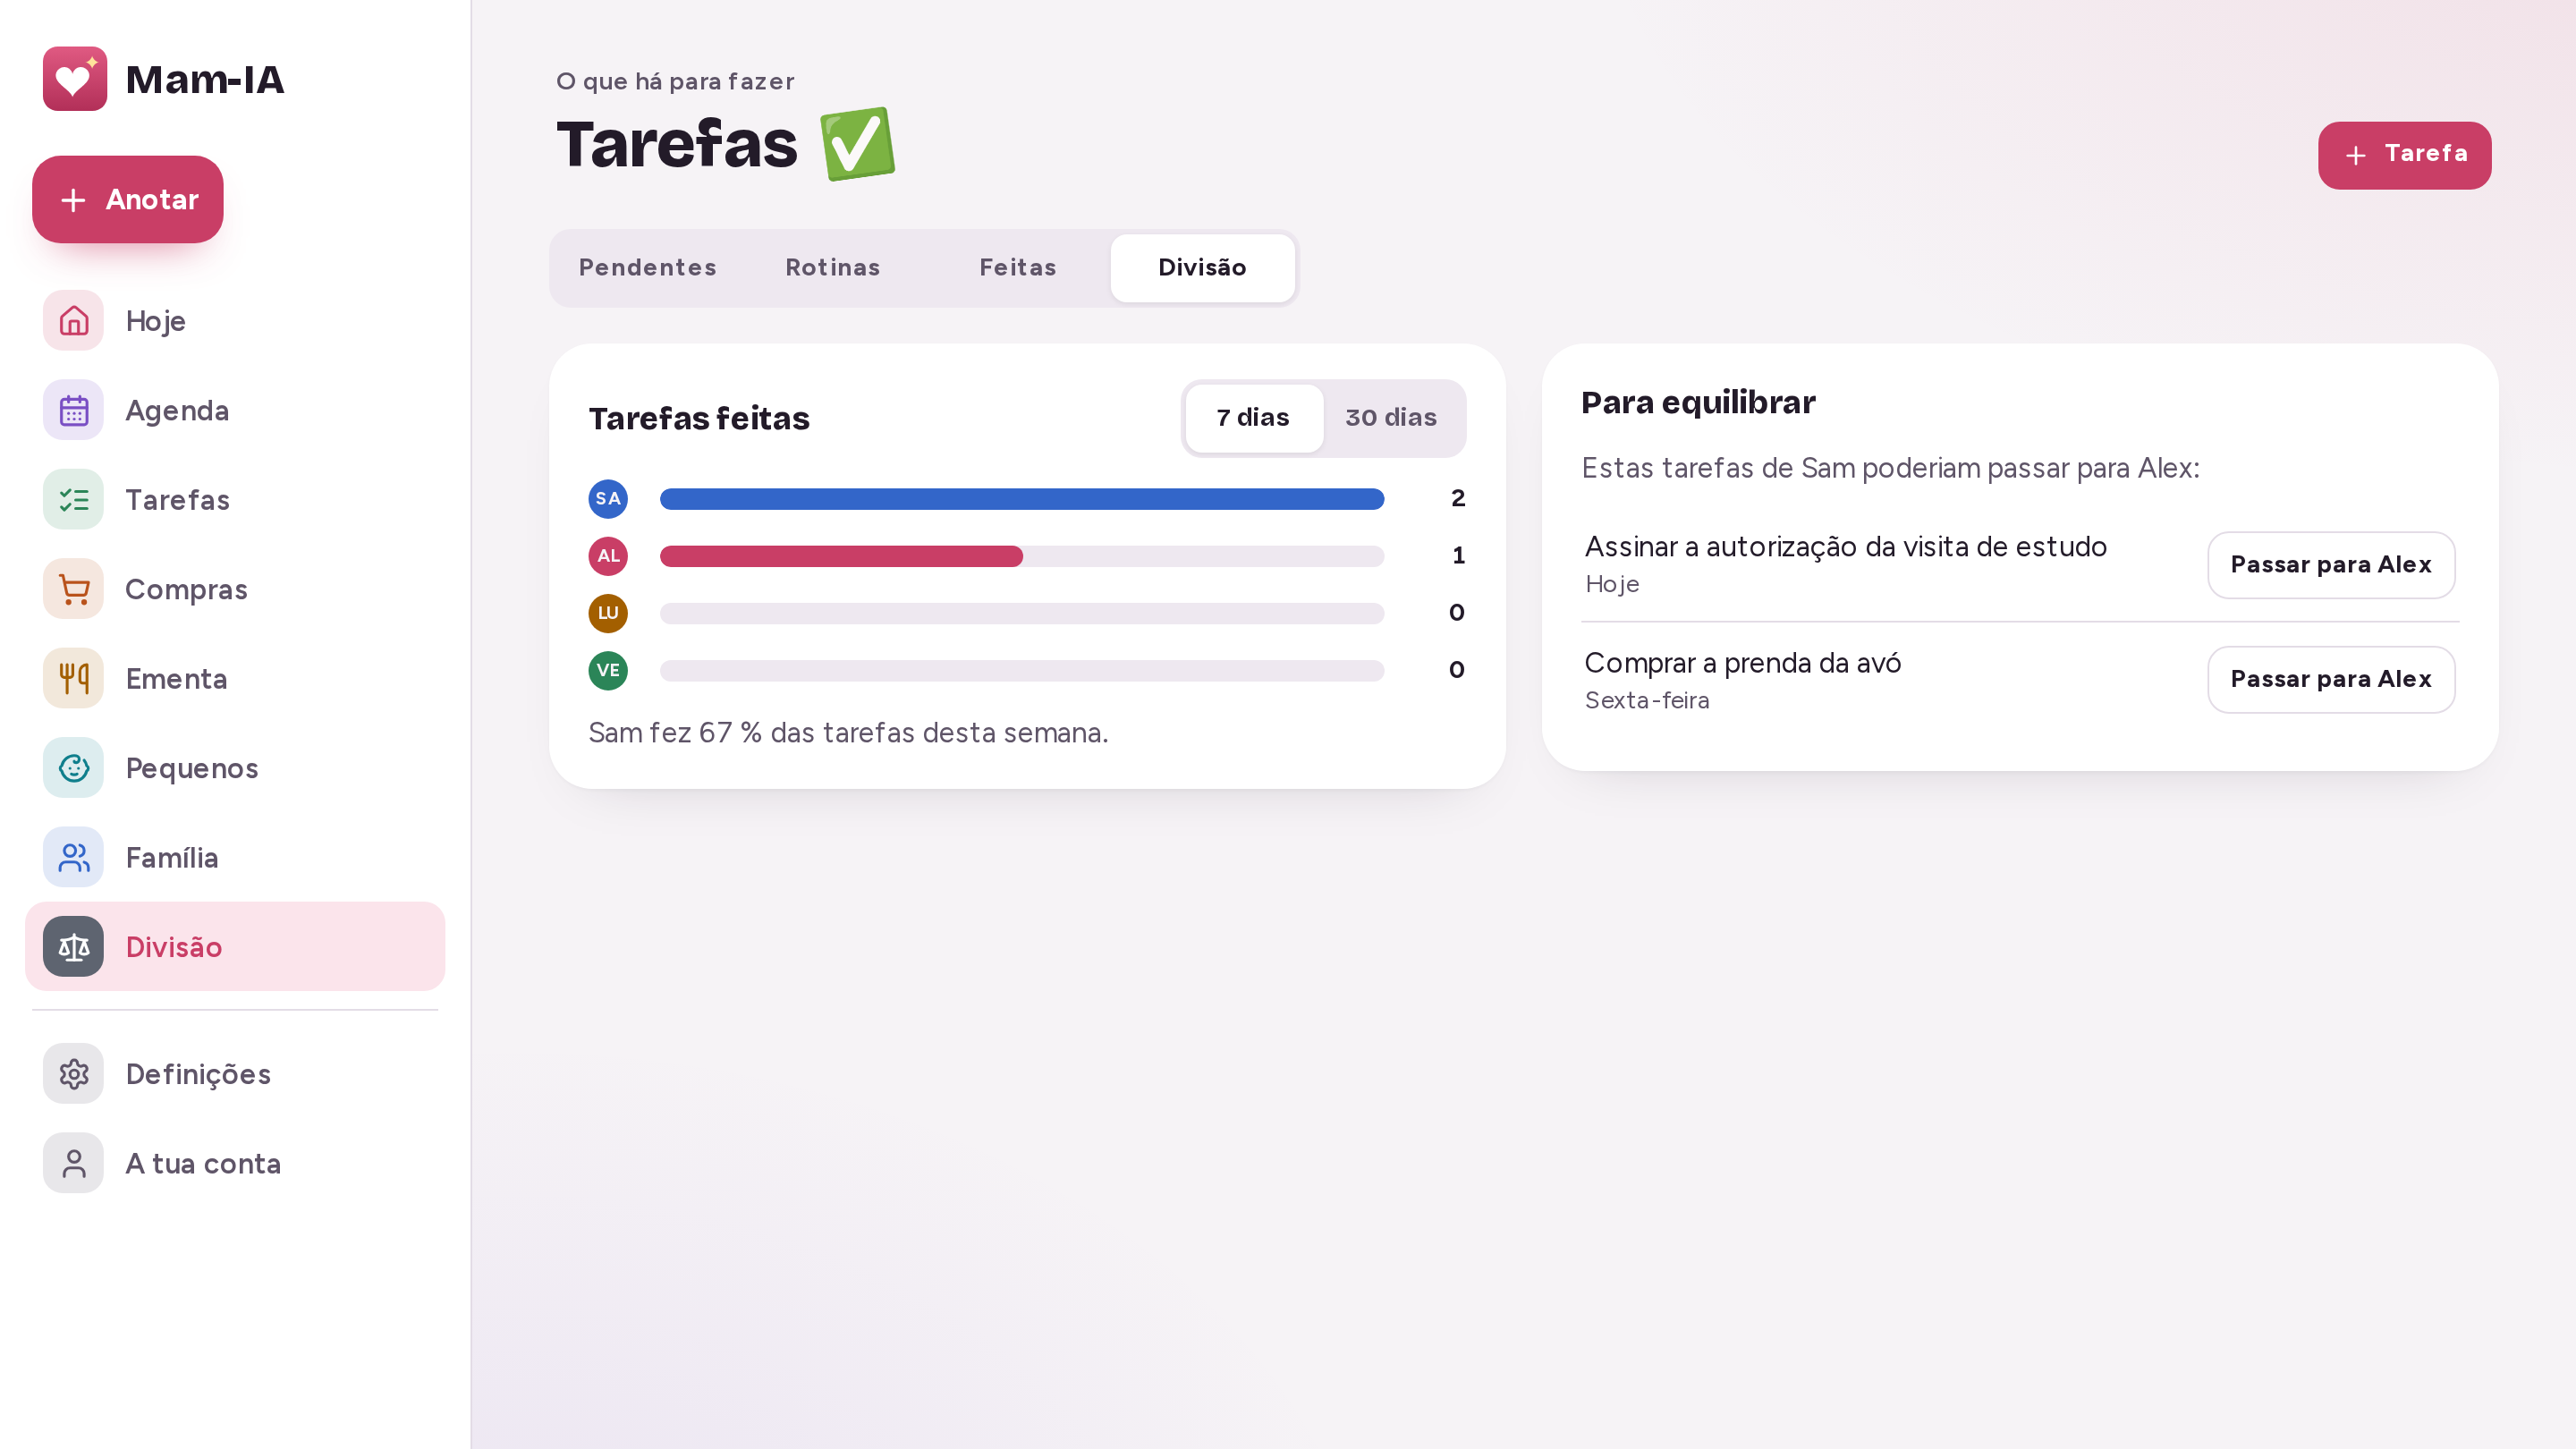 Mam-IA
Anotar
Hoje
Agenda
Tarefas
Compras
Ementa
Pequenos
Família
Divisão
Definições
A tua conta
O que há para fazer
Tarefas ✅
Tarefa
Pendentes
Rotinas
Feitas
Divisão
Tarefas feitas
7 dias
30 dias
SA
2
AL
1
LU
0
VE
0
Sam fez 67 % das tarefas desta semana.
Para equilibrar
Estas tarefas de Sam poderiam passar para Alex:
Assinar a autorização da visita de estudo
Hoje
Passar para Alex
Comprar a prenda da avó
Sexta-feira
Passar para Alex